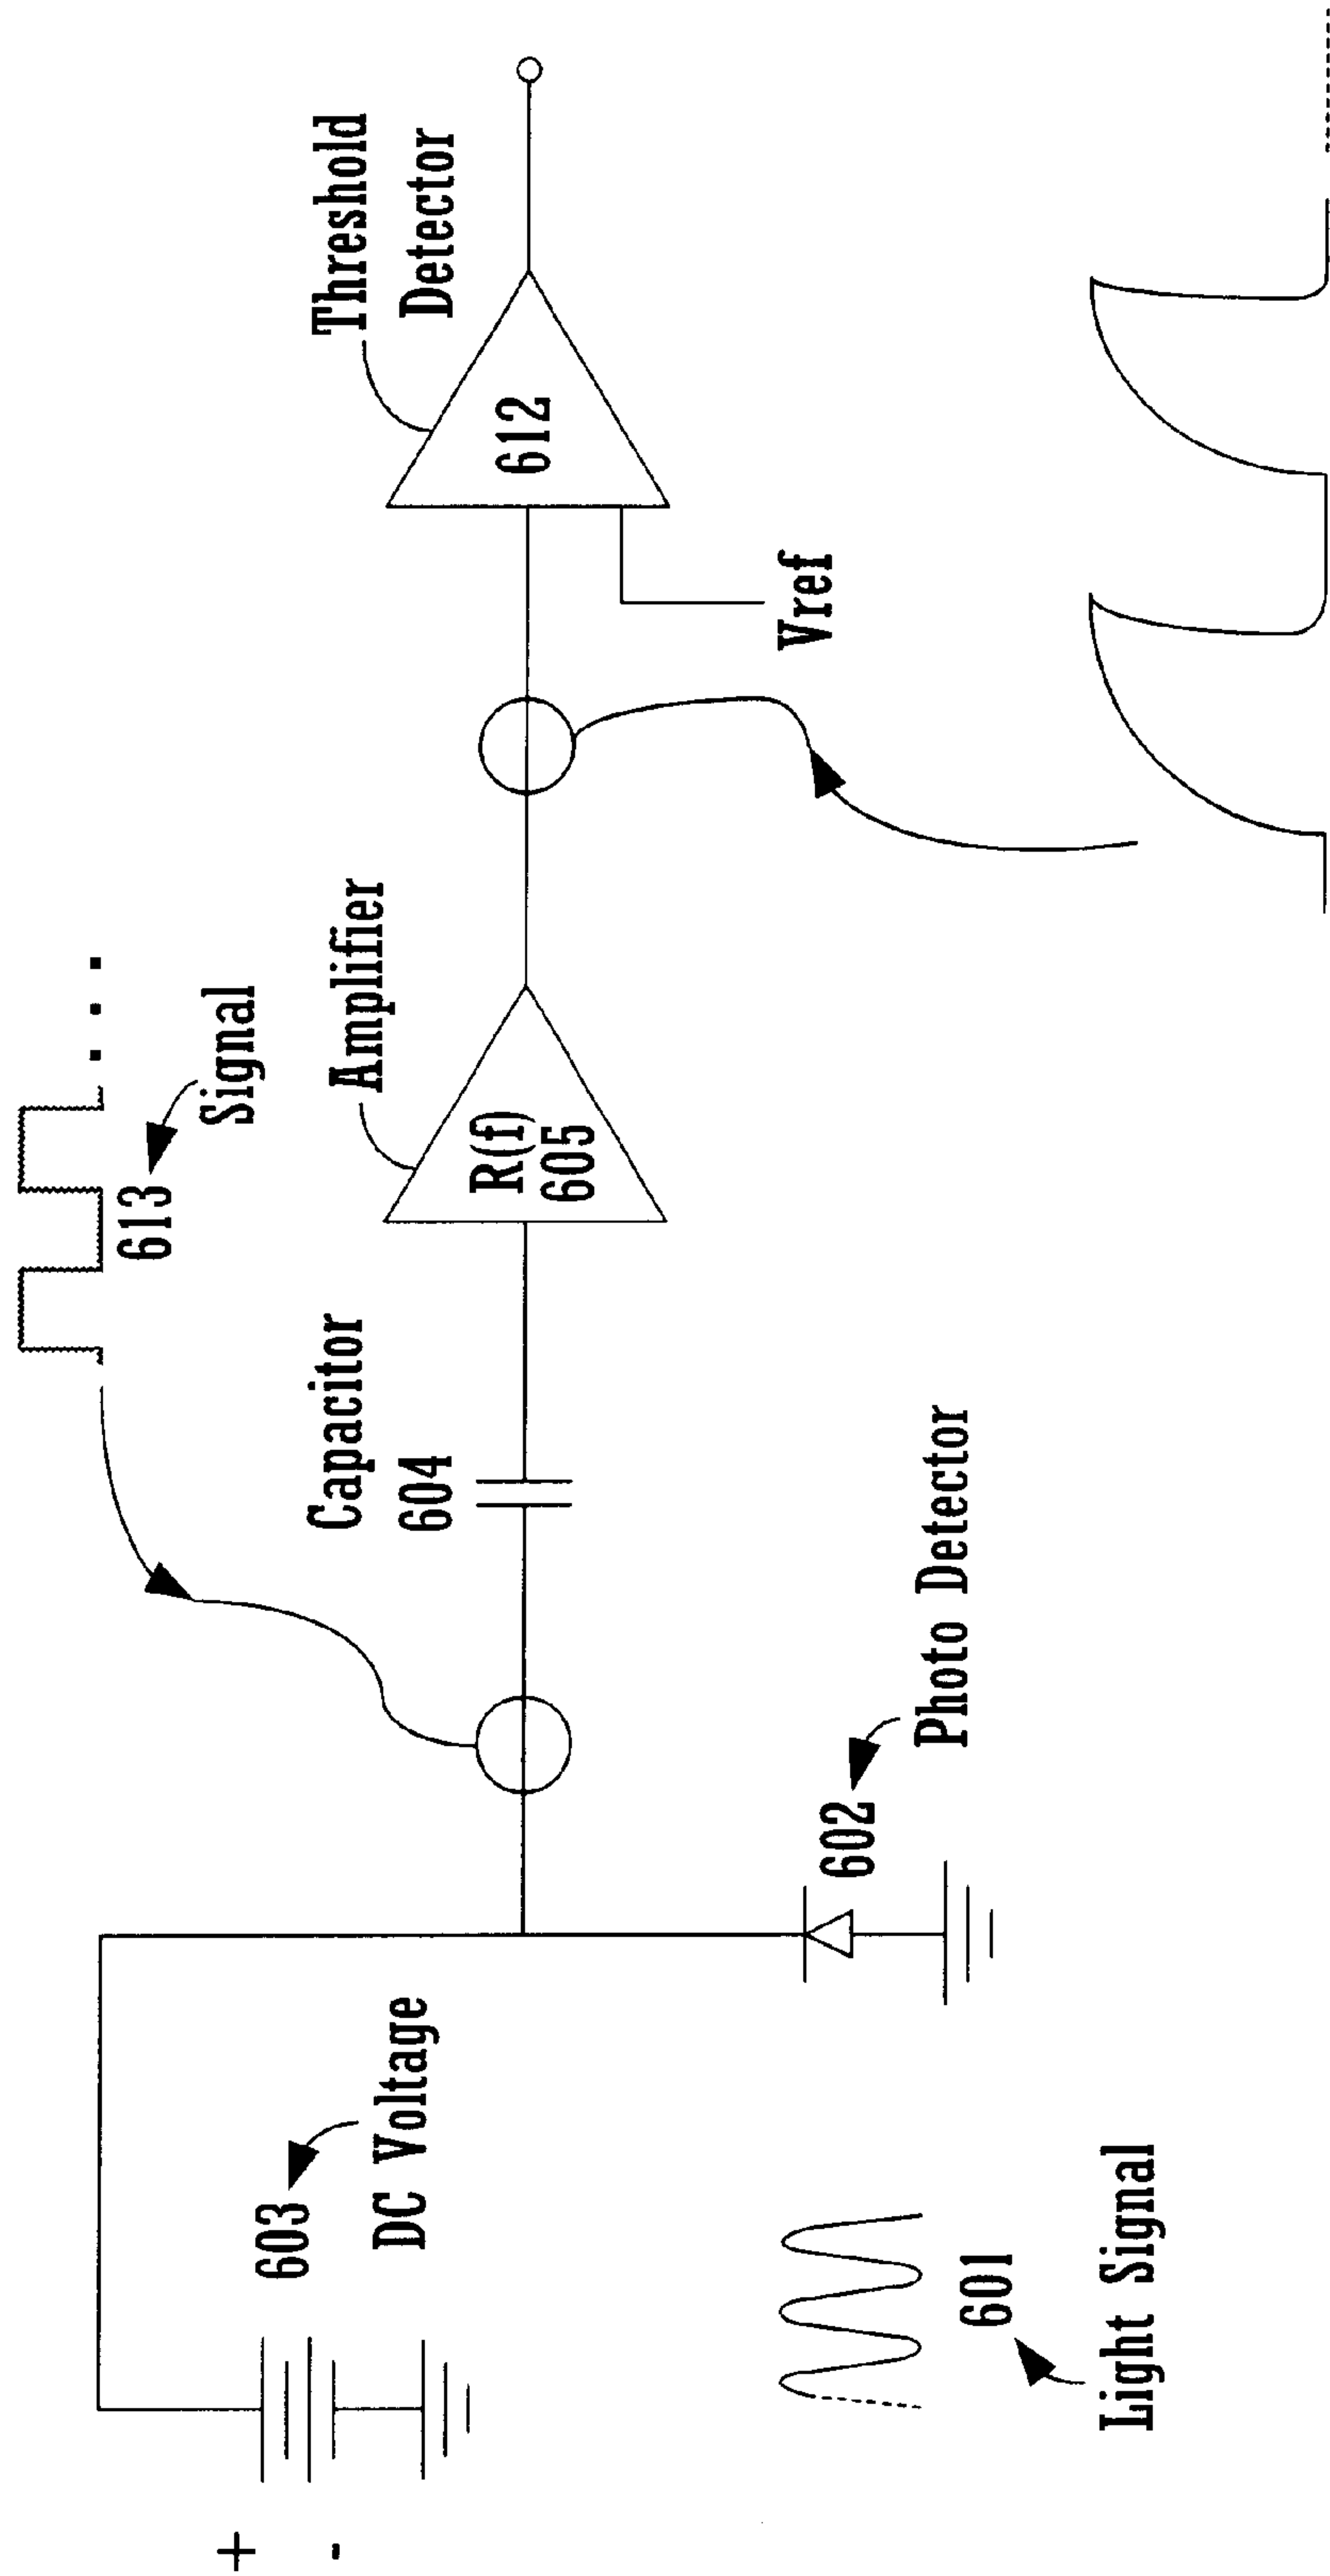 +
-
603
DC Voltage
601
Light Signal
602
Photo Detector
613
Signal
Capacitor
604
Amplifier
R(f)
605
Vref
Threshold
Detector
612